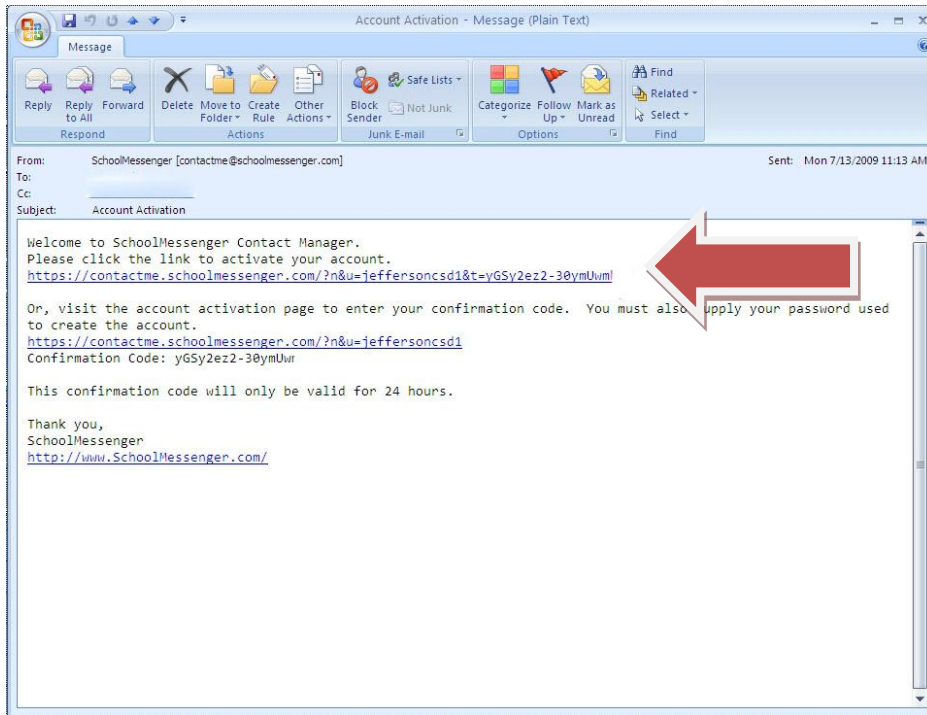 Account Activation - Message (Plain Text)
Message
Reply
Reply to All
Forward
Respond
Delete
Move to Folder
Create Rule
Other Actions
Actions
Block Sender
Safe Lists
Not Junk
Junk E-mail
Categorize
Follow Up
Mark as Unread
Options
Find
Related
Select
Find
From: SchoolMessenger [contactme@schoolmessenger.com]
Sent: Mon 7/13/2009 11:13 AM
To:
Cc:
Subject: Account Activation
Welcome to SchoolMessenger Contact Manager.
Please click the link to activate your account.
https://contactme.schoolmessenger.com/?n&u=jeffersoncsd1&t=yGSy2ez2-30ymUwm
Or, visit the account activation page to enter your confirmation code. You must also upply your password used
to create the account.
https://contactme.schoolmessenger.com/?n&u=jeffersoncsd1
Confirmation Code: yGSy2ez2-30ymUw
This confirmation code will only be valid for 24 hours.
Thank you,
SchoolMessenger
http://www.SchoolMessenger.com/